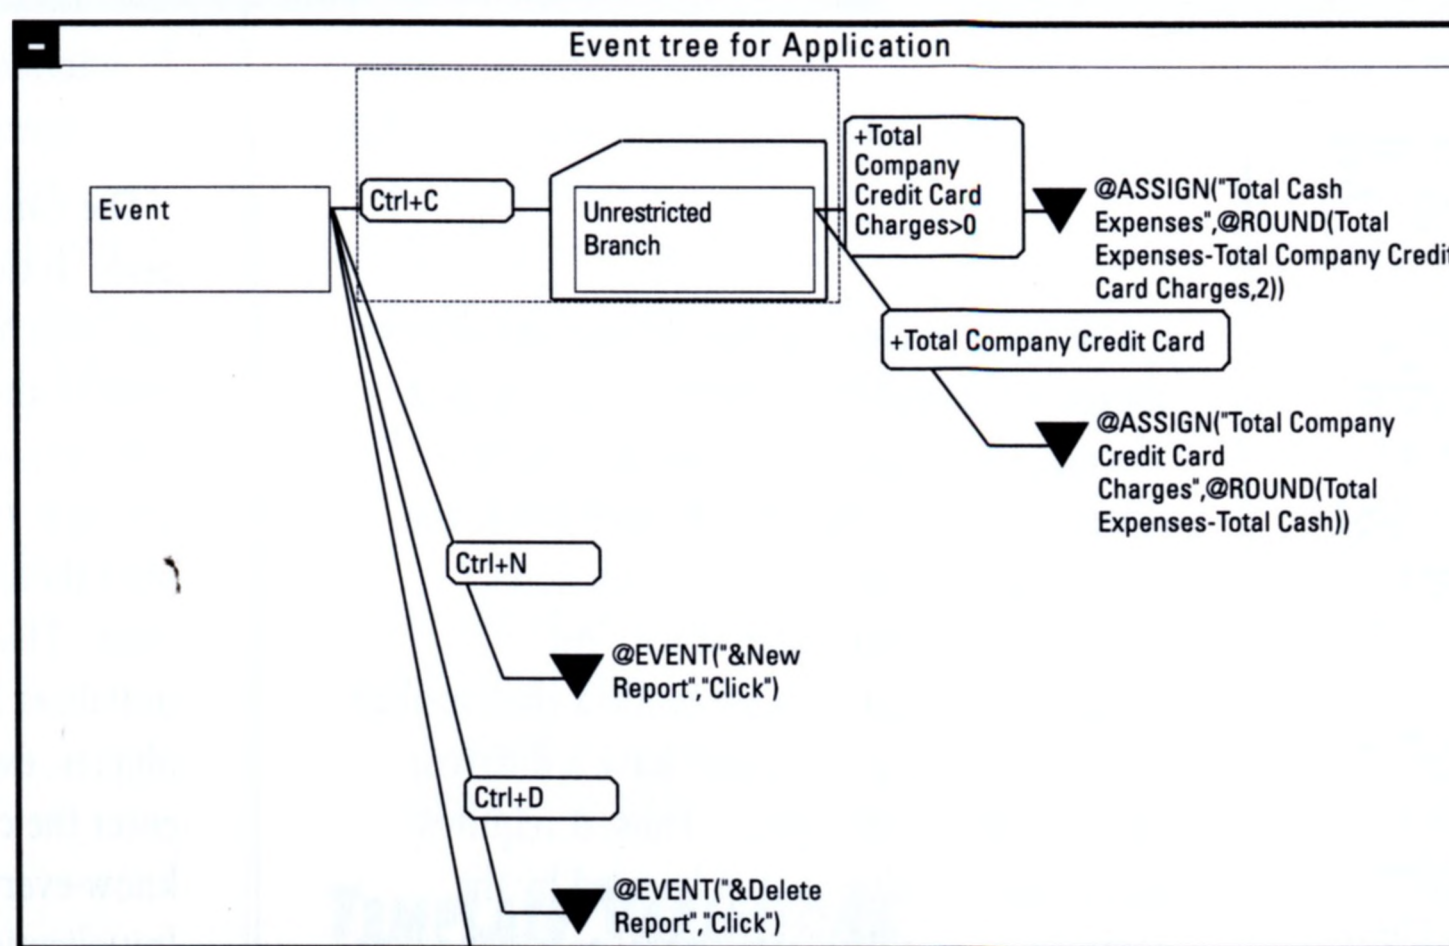 Event tree for Application
Event
Ctrl+C
Unrestricted
Branch
+Total
Company
Credit Card
Charges>0
@ASSIGN("Total Cash
Expenses",@ROUND(Total
Expenses-Total Company Credit
Card Charges,2))
+Total Company Credit Card
@ASSIGN("Total Company
Credit Card
Charges",@ROUND(Total
Expenses-Total Cash))
Ctrl+N
@EVENT("&New
Report","Click")
Ctrl+D
@EVENT("&Delete
Report","Click")